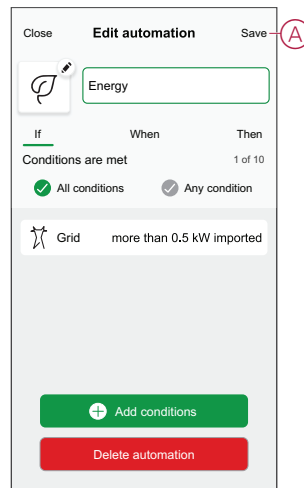 Close Edit automation Save A
Energy
If When Then
Conditions are met 1 of 10
All conditions Any condition
Grid more than 0.5 kW imported
Add conditions
Delete automation